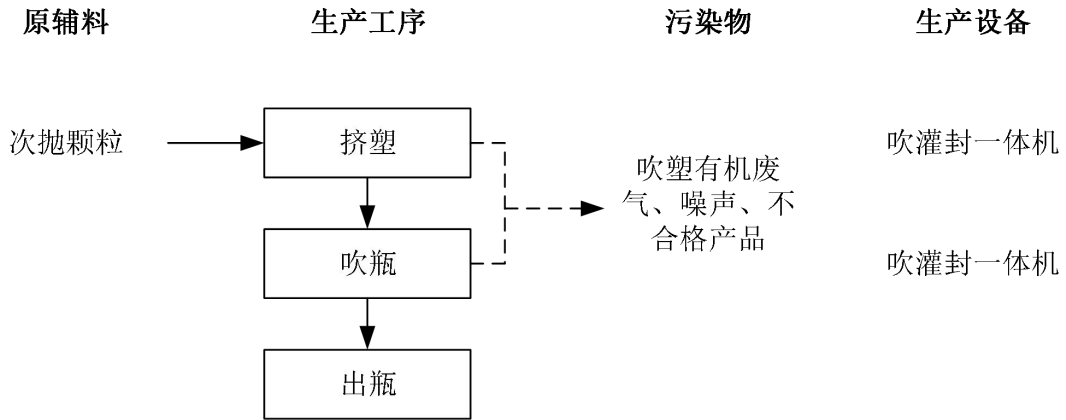 原辅料 生产工序 污染物 生产设备
次抛颗粒 挤塑 吹灌封一体机
吹塑有机废
气、噪声、不
合格产品
吹瓶 吹灌封一体机
出瓶